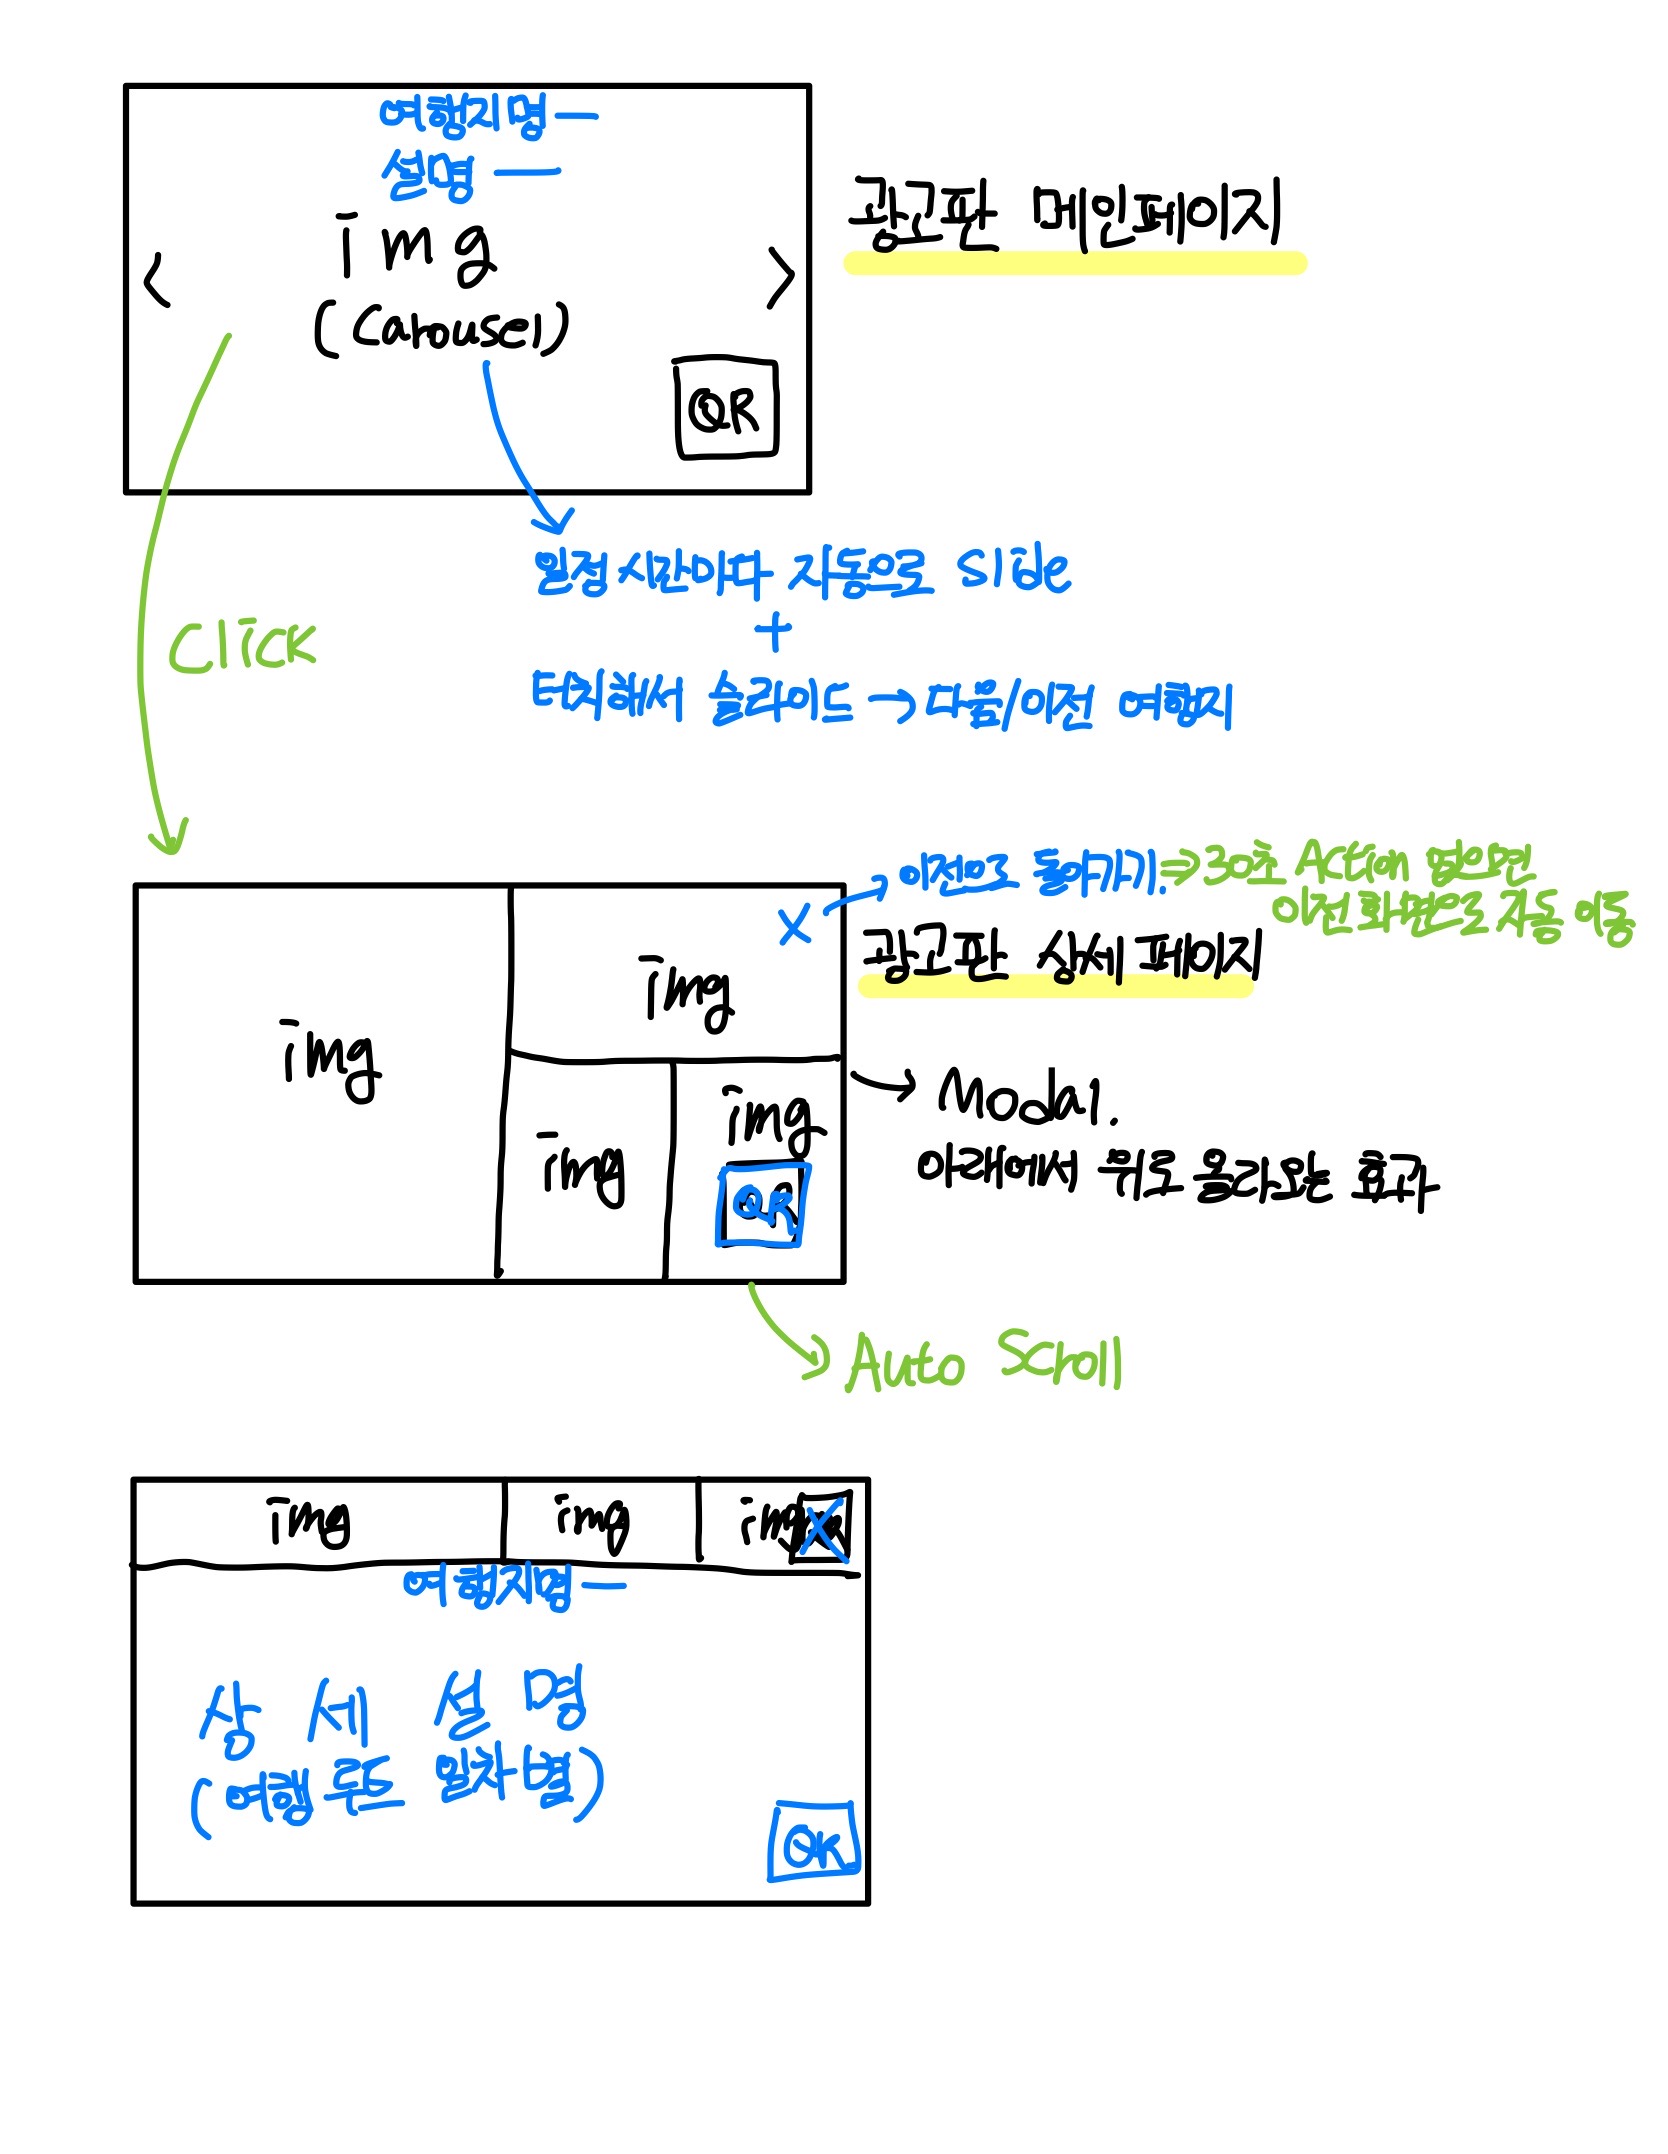 여행지명 —
설명 —
img
< >
(Carousel)
QR
광고판 메인페이지
일정 시간마다 자동으로 slide
+
터치해서 슬라이드 → 다음/이전 여행지
Click
X → 이전으로 돌아가기. ⇒ 30초 Action 없으면
이전 화면으로 자동 이동
광고판 상세 페이지
img
img
img
img
QR
→ Modal.
아래에서 위로 올라오는 효과
Auto Scroll
img img img X
여행지명 —
상세 설명
(여행 루트 일차별)
QR